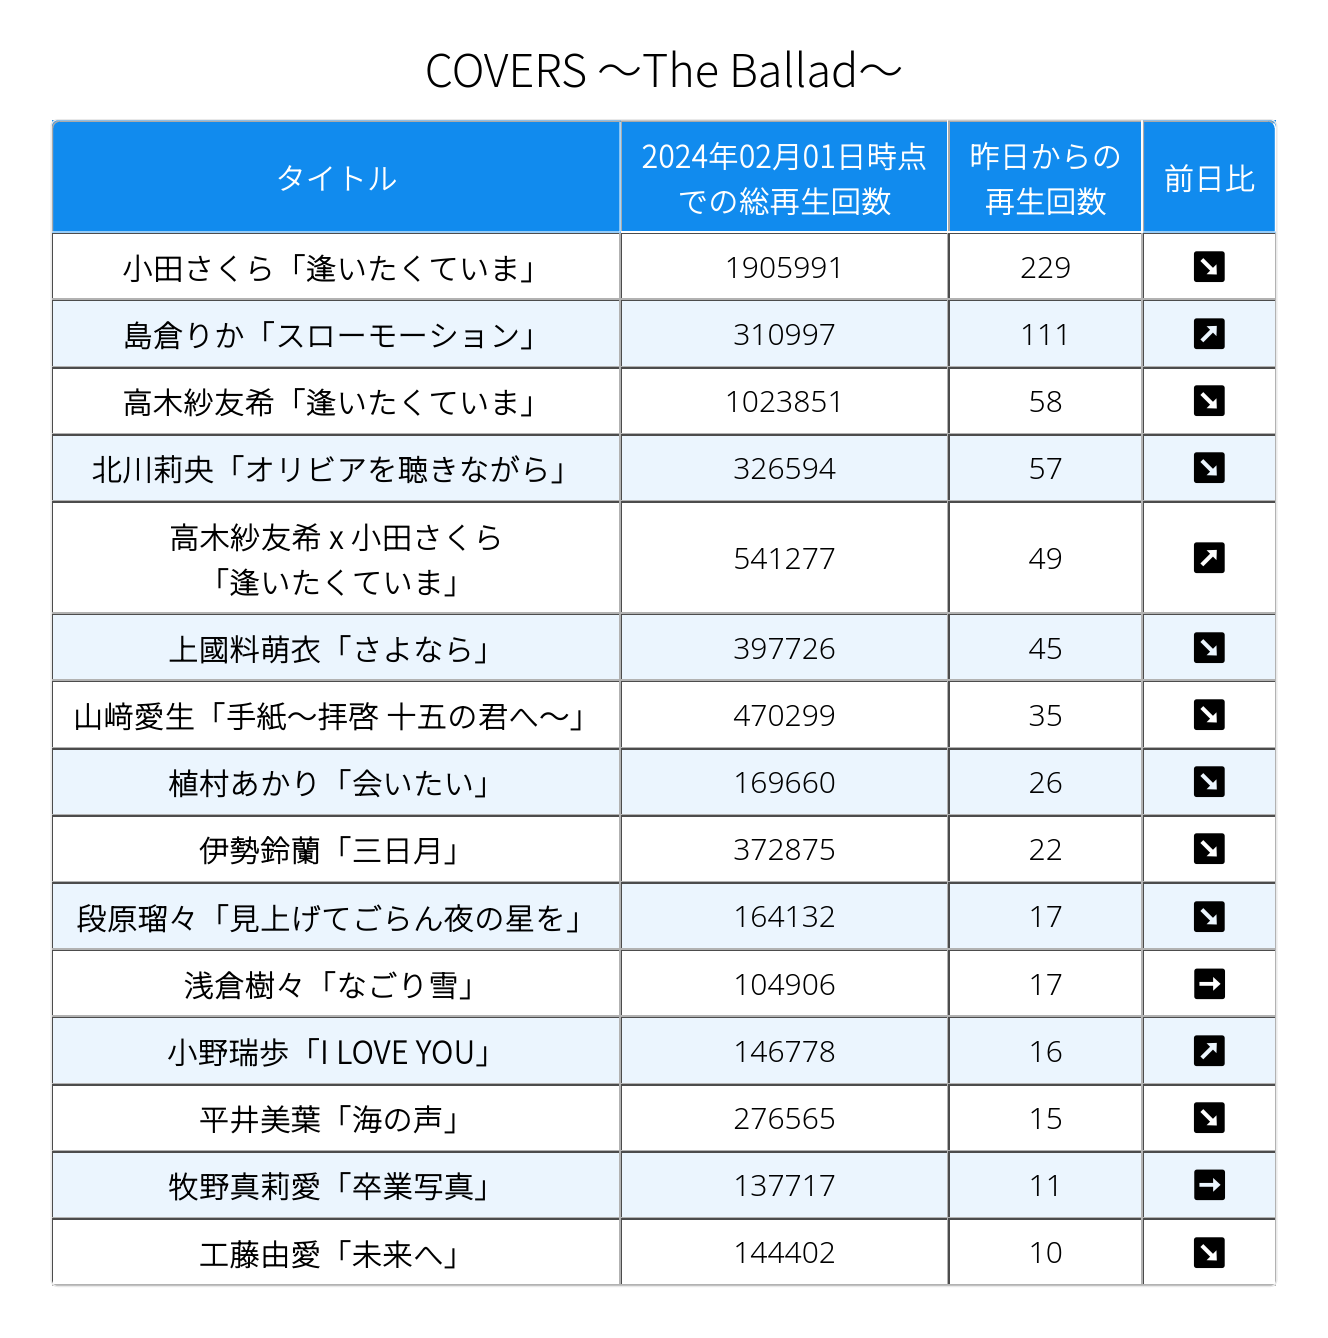 COVERS ～The Ballad～
タイトル
2024年02月01日時点
での総再生回数
昨日からの
再生回数
前日比
小田さくら「逢いたくていま」 1905991 229 ↘
島倉りか「スローモーション」 310997 111 ↗
高木紗友希「逢いたくていま」 1023851 58 ↘
北川莉央「オリビアを聴きながら」 326594 57 ↘
高木紗友希 x 小田さくら
「逢いたくていま」 541277 49 ↗
上國料萌衣「さよなら」 397726 45 ↘
山﨑愛生「手紙～拝啓 十五の君へ～」 470299 35 ↘
植村あかり「会いたい」 169660 26 ↘
伊勢鈴蘭「三日月」 372875 22 ↘
段原瑠々「見上げてごらん夜の星を」 164132 17 ↘
浅倉樹々「なごり雪」 104906 17 →
小野瑞歩「I LOVE YOU」 146778 16 ↗
平井美葉「海の声」 276565 15 ↘
牧野真莉愛「卒業写真」 137717 11 →
工藤由愛「未来へ」 144402 10 ↘